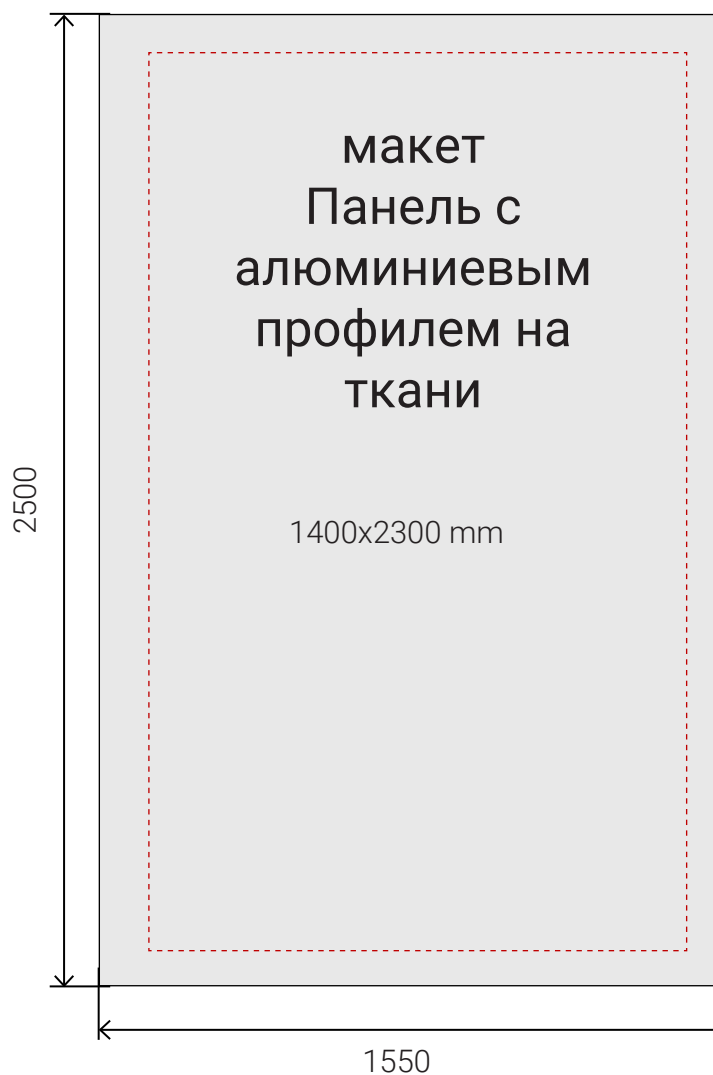 макет
Панель с
алюминиевым
профилем на
ткани
2500
1400x2300 mm
1550